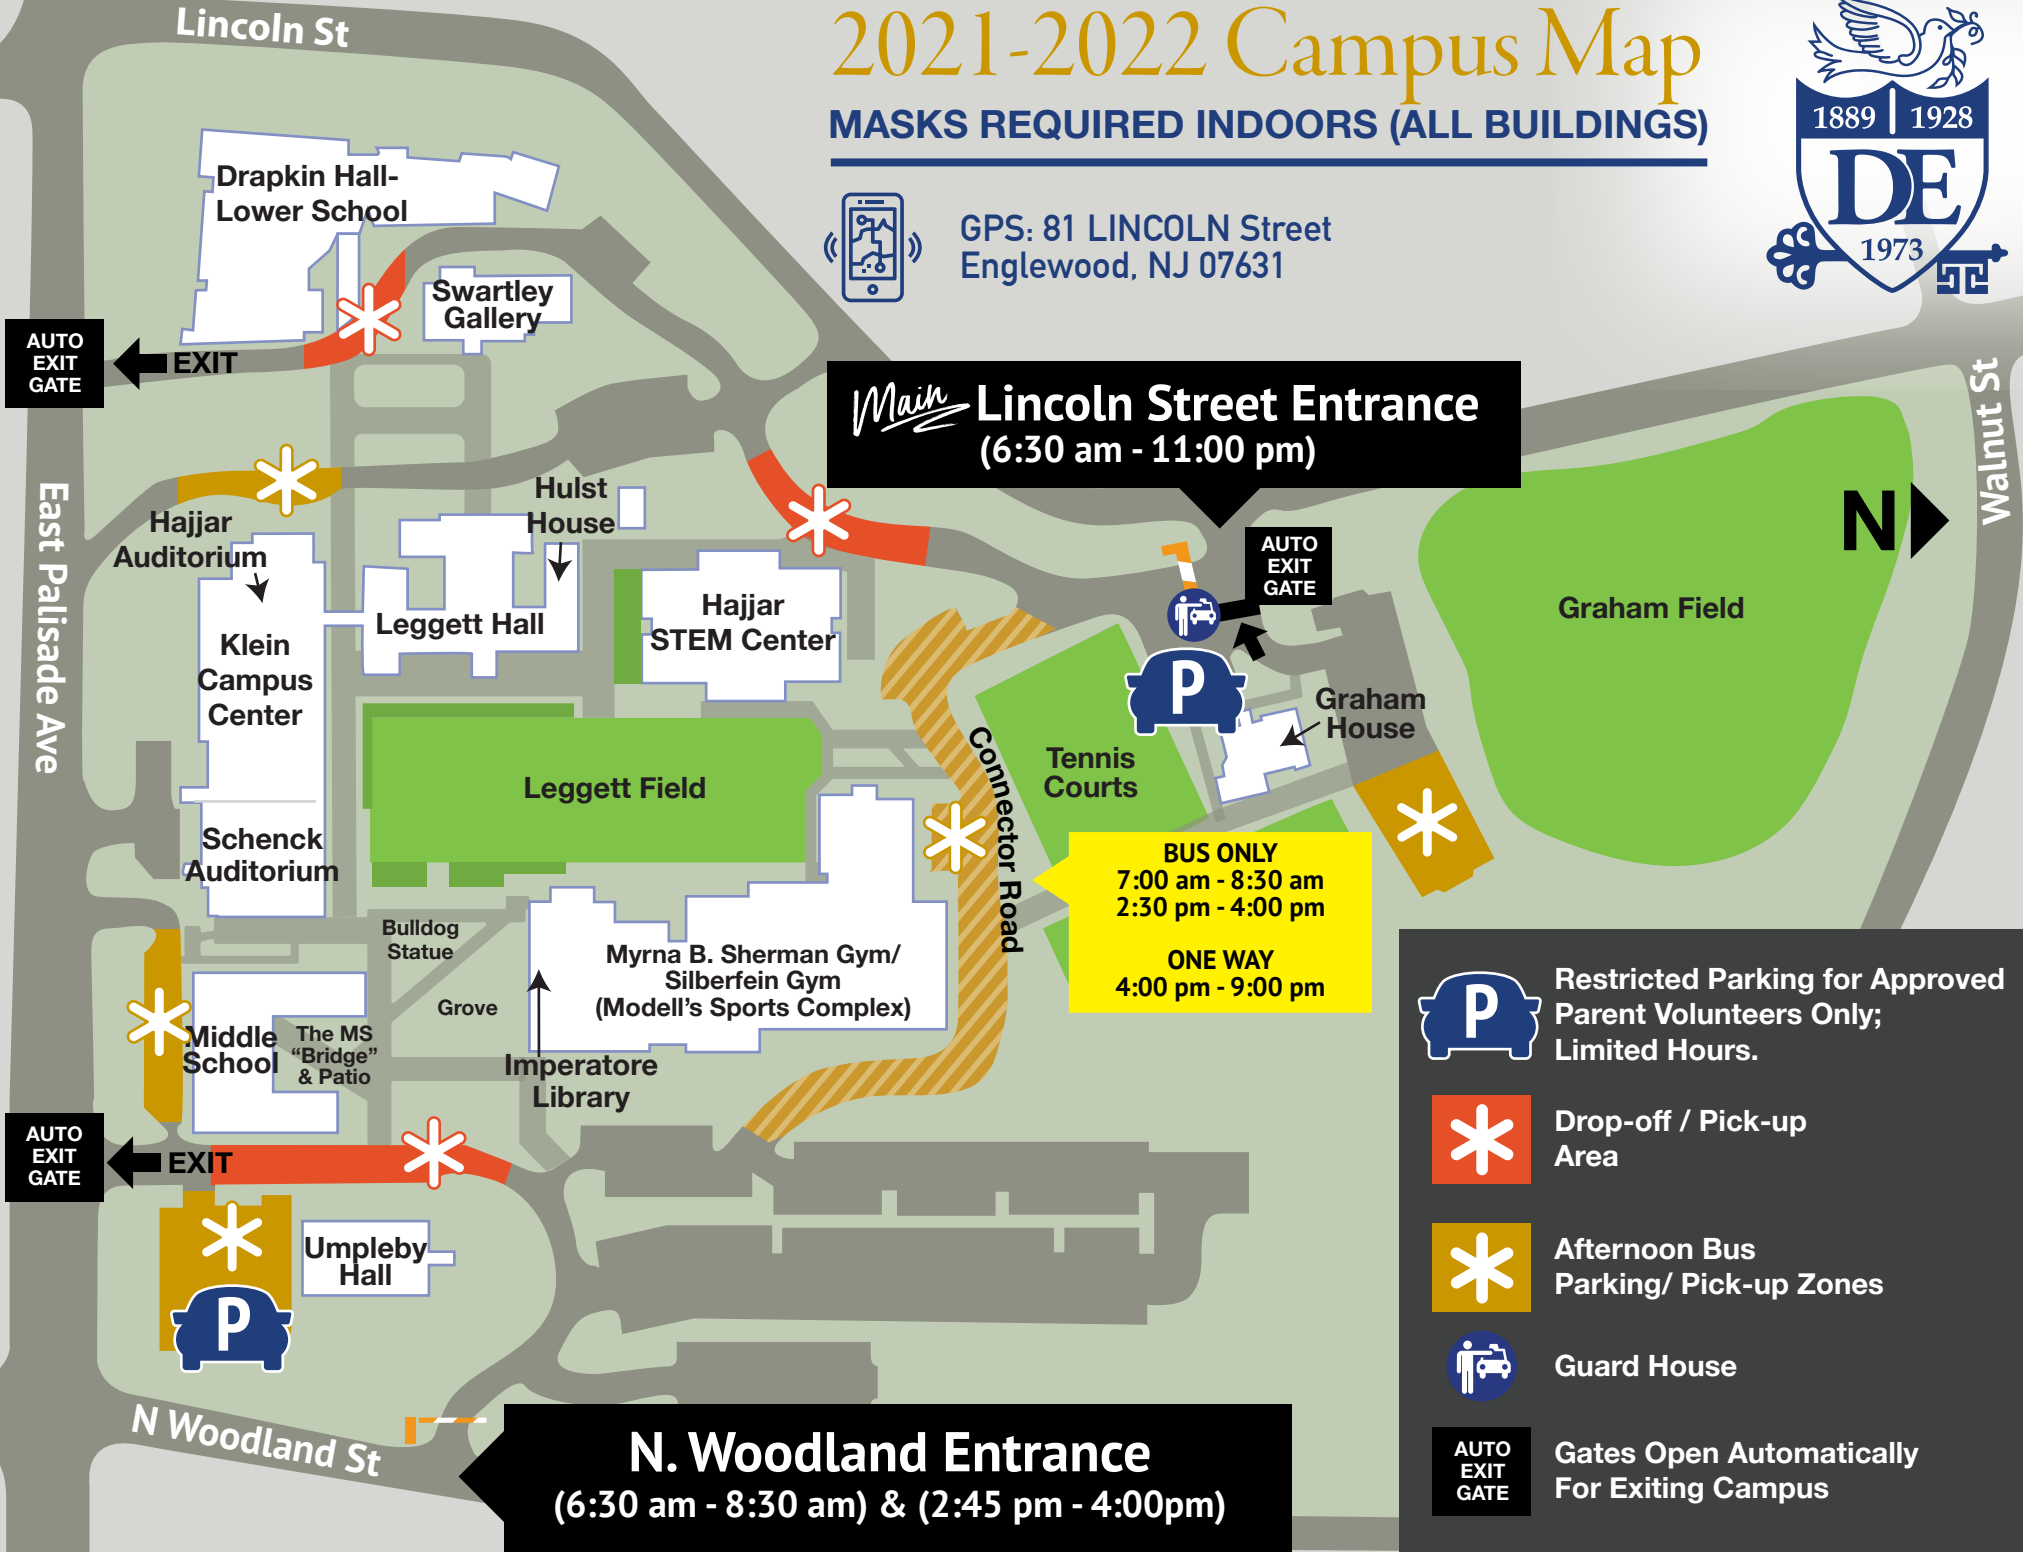 Lincoln St
2021-2022 Campus Map
MASKS REQUIRED INDOORS (ALL BUILDINGS)
GPS: 81 LINCOLN Street
Englewood, NJ 07631
1889 | 1928
DE
1973
Drapkin Hall-
Lower School
Swartley
Gallery
AUTO
EXIT
GATE
EXIT
Main Lincoln Street Entrance
(6:30 am - 11:00 pm)
Walnut St
N
East Palisade Ave
Hajjar
Auditorium
Hulst
House
AUTO
EXIT
GATE
Klein
Campus
Center
Leggett Hall
Hajjar
STEM Center
Graham Field
P
Graham
House
Leggett Field
Connector Road
Tennis
Courts
Schenck
Auditorium
BUS ONLY
7:00 am - 8:30 am
2:30 pm - 4:00 pm
ONE WAY
4:00 pm - 9:00 pm
Bulldog
Statue
Grove
Myrna B. Sherman Gym/
Silberfein Gym
(Modell's Sports Complex)
Middle
School
The MS
“Bridge”
& Patio
Imperatore
Library
AUTO
EXIT
GATE
EXIT
Umpleby
Hall
P
N Woodland St
N. Woodland Entrance
(6:30 am - 8:30 am) & (2:45 pm - 4:00pm)
P
Restricted Parking for Approved
Parent Volunteers Only;
Limited Hours.
Drop-off / Pick-up
Area
Afternoon Bus
Parking/ Pick-up Zones
Guard House
AUTO
EXIT
GATE
Gates Open Automatically
For Exiting Campus